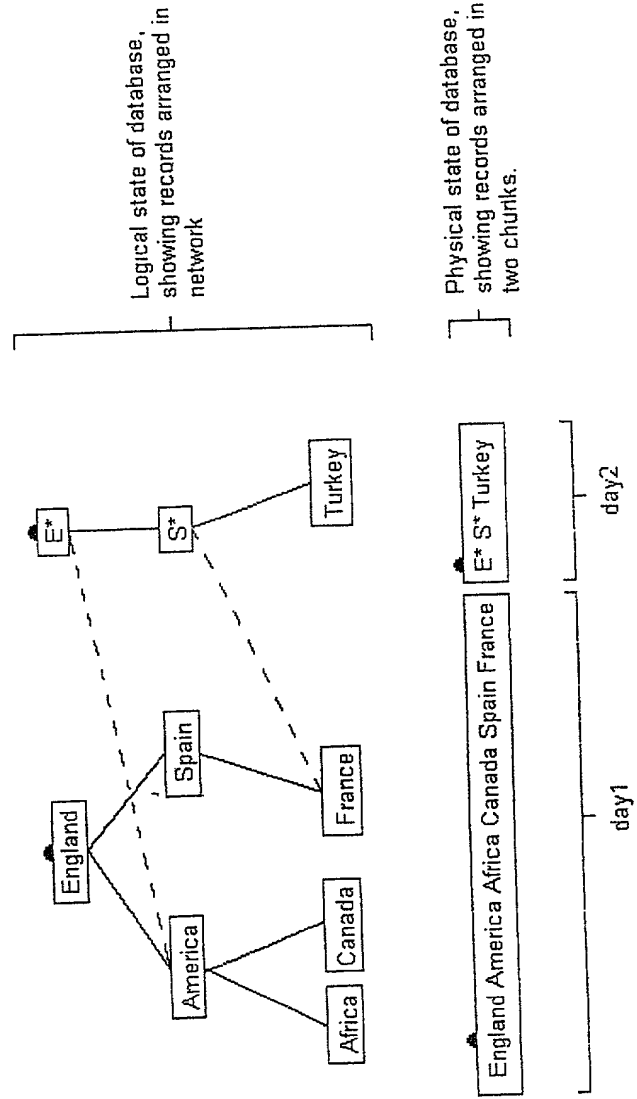 England
E*
America
Spain
S*
Africa
Canada
France
Turkey
Logical state of database,
showing records arranged in
network
England America Africa Canada Spain France
E* S* Turkey
Physical state of database,
showing records arranged in
two chunks.
day1
day2